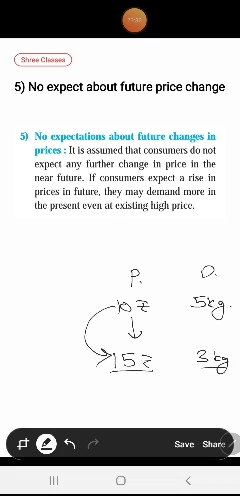 Shree Classes
5) No expect about future price change
5) No expectations about future changes in
prices : It is assumed that consumers do not
expect any further change in price in the
near future. If consumers expect a rise in
prices in future, they may demand more in
the present even at existing high price.
P. D.
10 ₹ 5kg.
15 ₹ 3kg
Save Share